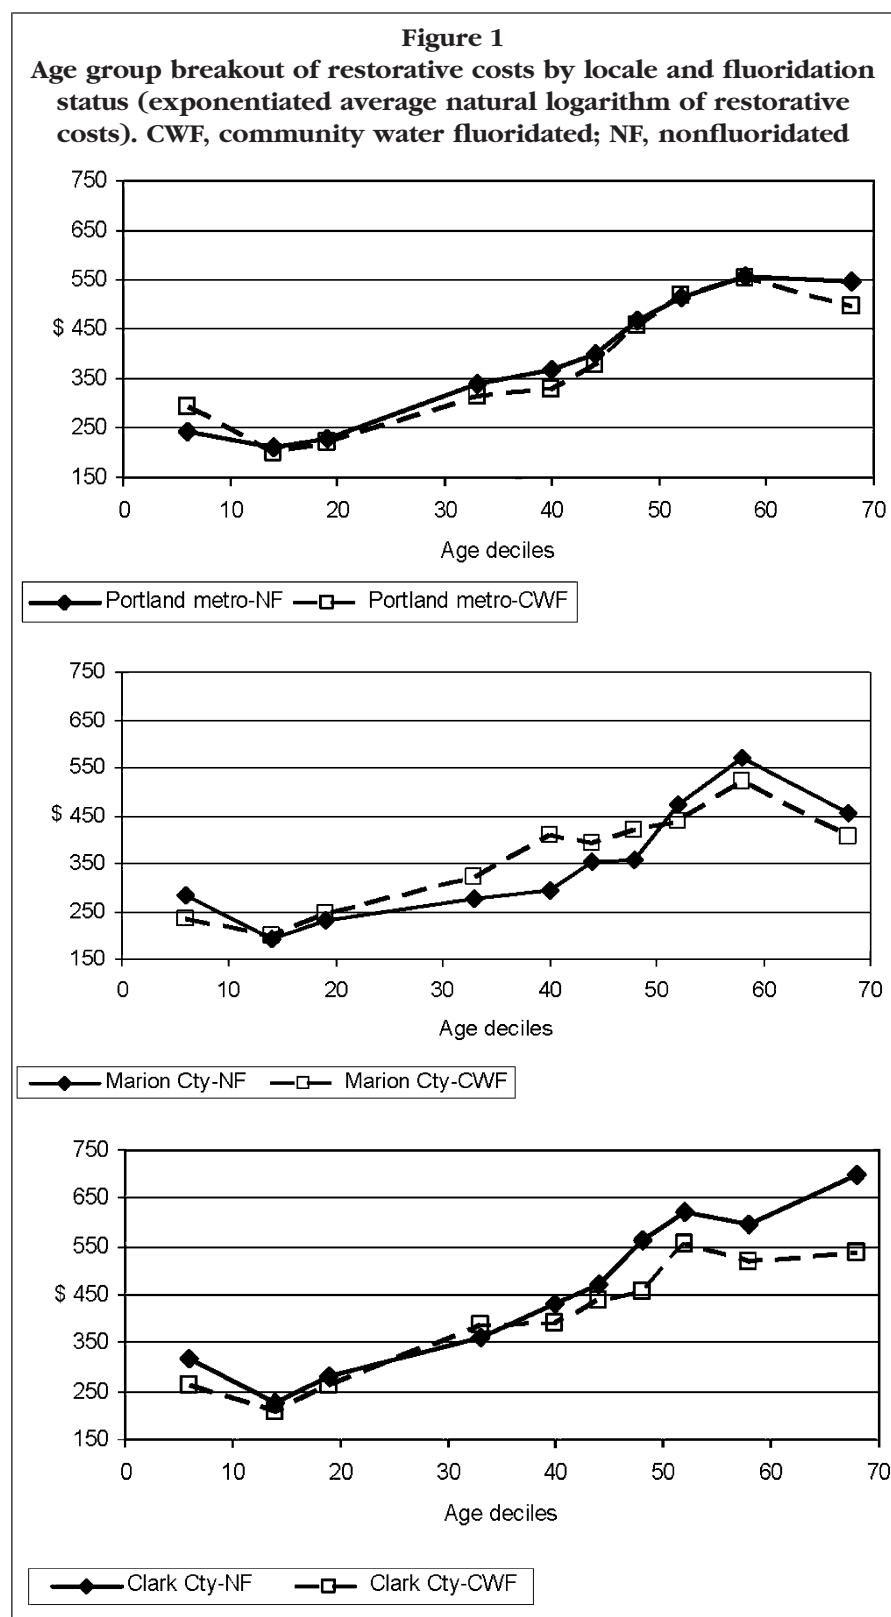 Figure 1
Age group breakout of restorative costs by locale and fluoridation
status (exponentiated average natural logarithm of restorative
costs). CWF, community water fluoridated; NF, nonfluoridated
750
650
550
$ 450
350
250
150
0 10 20 30 40 50 60 70
Age deciles
Portland metro-NF Portland metro-CWF
750
650
550
$ 450
350
250
150
0 10 20 30 40 50 60 70
Age deciles
Marion Cty-NF Marion Cty-CWF
750
650
550
$ 450
350
250
150
0 10 20 30 40 50 60 70
Age deciles
Clark Cty-NF Clark Cty-CWF